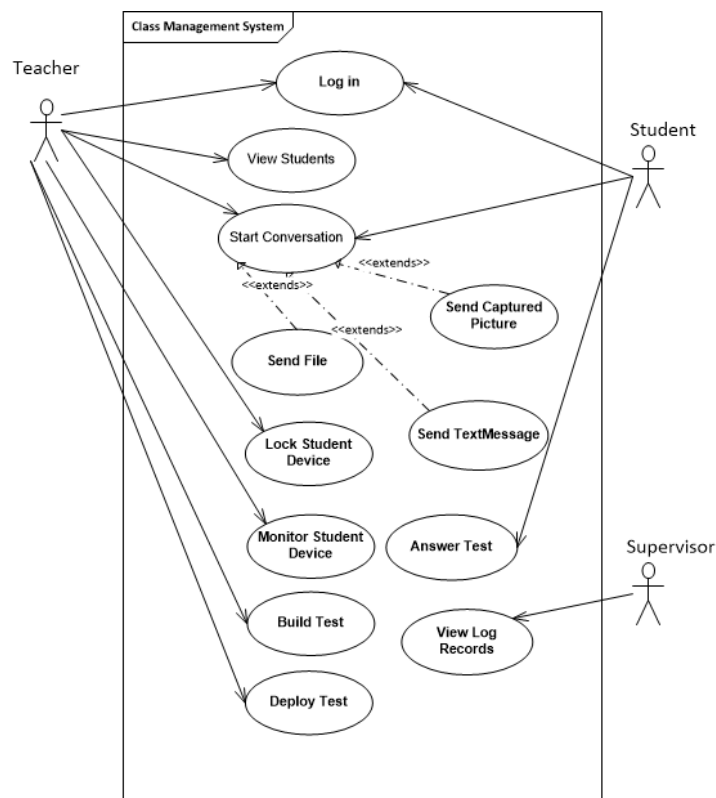 Class Management System
Teacher
Log in
Student
View Students
Start Conversation
<<extends>>
<<extends>>
Send Captured
Picture
<<extends>>
Send File
Send TextMessage
Lock Student
Device
Monitor Student
Device
Answer Test
Supervisor
Build Test
View Log
Records
Deploy Test